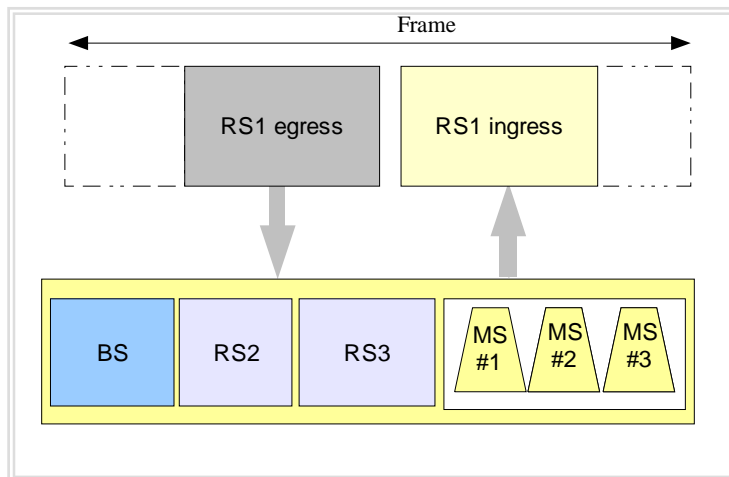 Frame
RS1 egress
RS1 ingress
BS
RS2
RS3
MS
#1
MS
#2
MS
#3